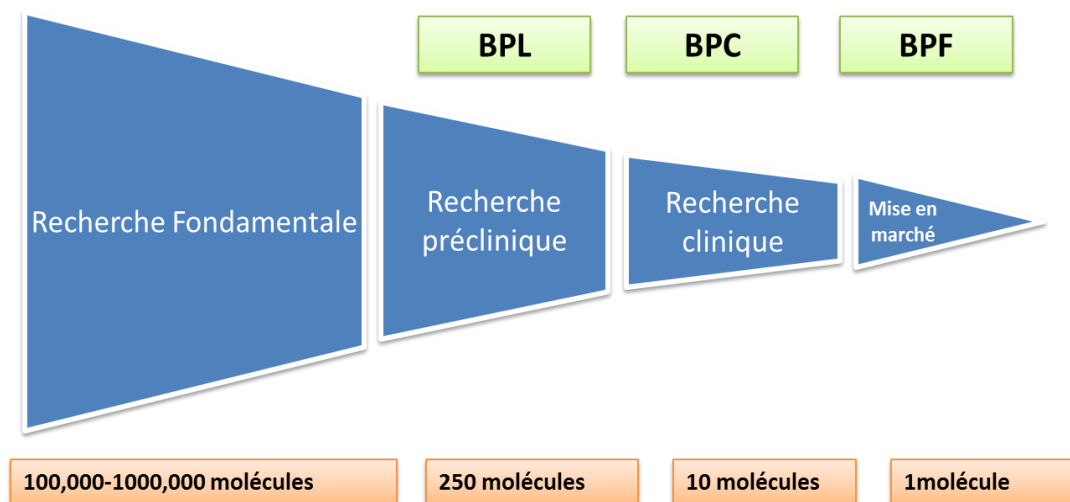 BPL
BPC
BPF
Recherche Fondamentale
Recherche
préclinique
Recherche
clinique
Mise en
marché
100,000-1000,000 molécules
250 molécules
10 molécules
1molécule